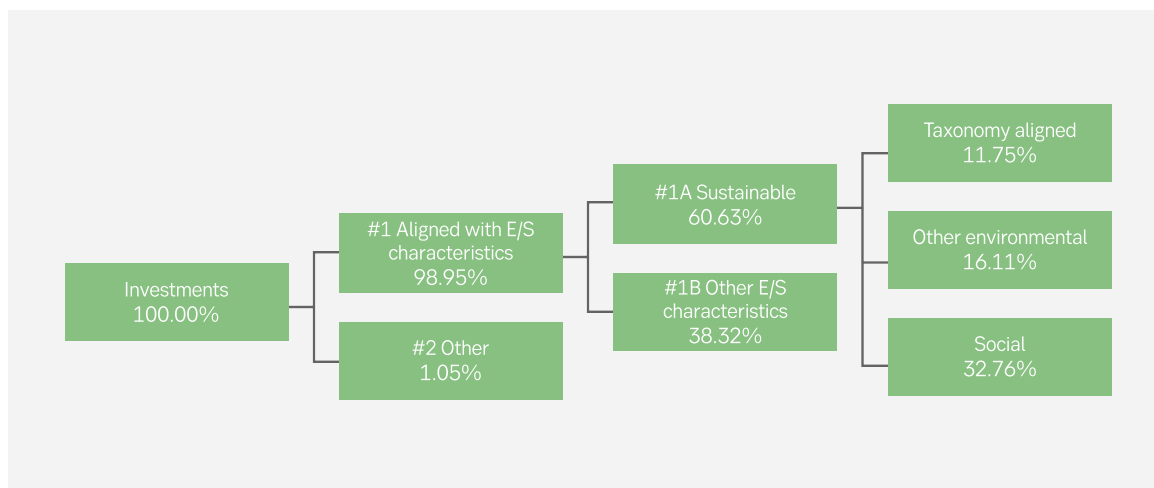 Investments
100.00%
#1 Aligned with E/S
characteristics
98.95%
#2 Other
1.05%
#1A Sustainable
60.63%
#1B Other E/S
characteristics
38.32%
Taxonomy aligned
11.75%
Other environmental
16.11%
Social
32.76%